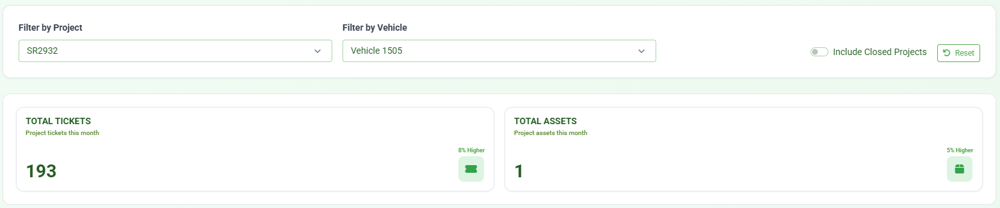 Filter by Project
Filter by Vehicle
SR2932
Vehicle 1505
Include Closed Projects
Reset
TOTAL TICKETS
Project tickets this month
8% Higher
193
TOTAL ASSETS
Project assets this month
5% Higher
1